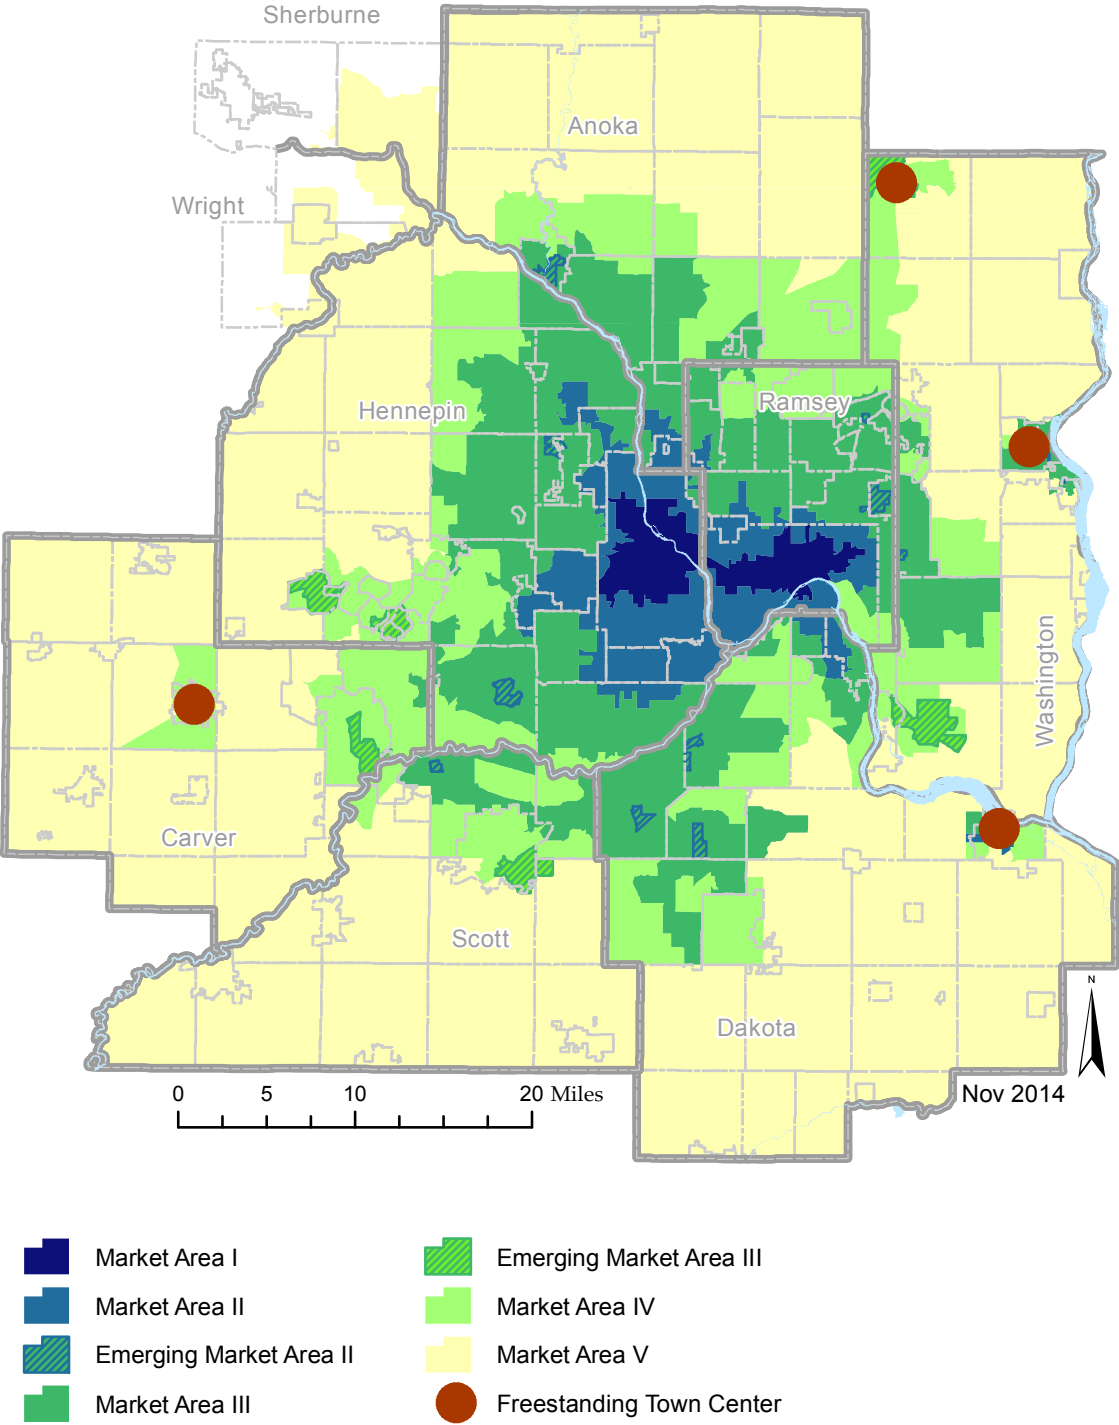 Sherburne
Anoka
Wright
Ramsey
Hennepin
Washington
Carver
Scott
N
Dakota
0 5 10 20 Miles
Nov 2014
Market Area I
Emerging Market Area III
Market Area II
Market Area IV
Emerging Market Area II
Market Area V
Market Area III
Freestanding Town Center